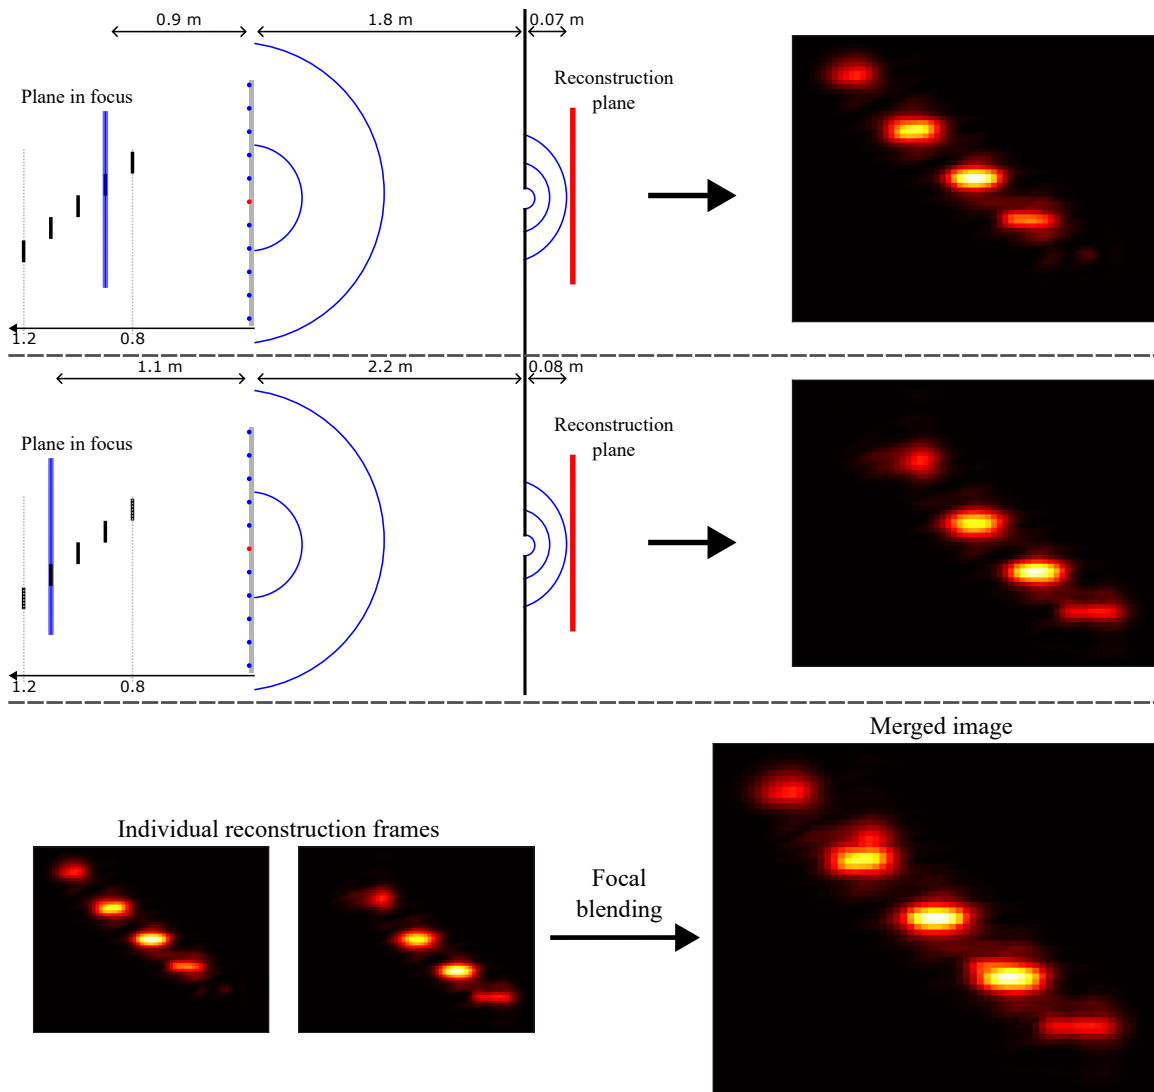 0.9 m
1.8 m
0.07 m
Plane in focus
Reconstruction
plane
1.2
0.8
1.1 m
2.2 m
0.08 m
Plane in focus
Reconstruction
plane
1.2
0.8
Merged image
Individual reconstruction frames
Focal
blending